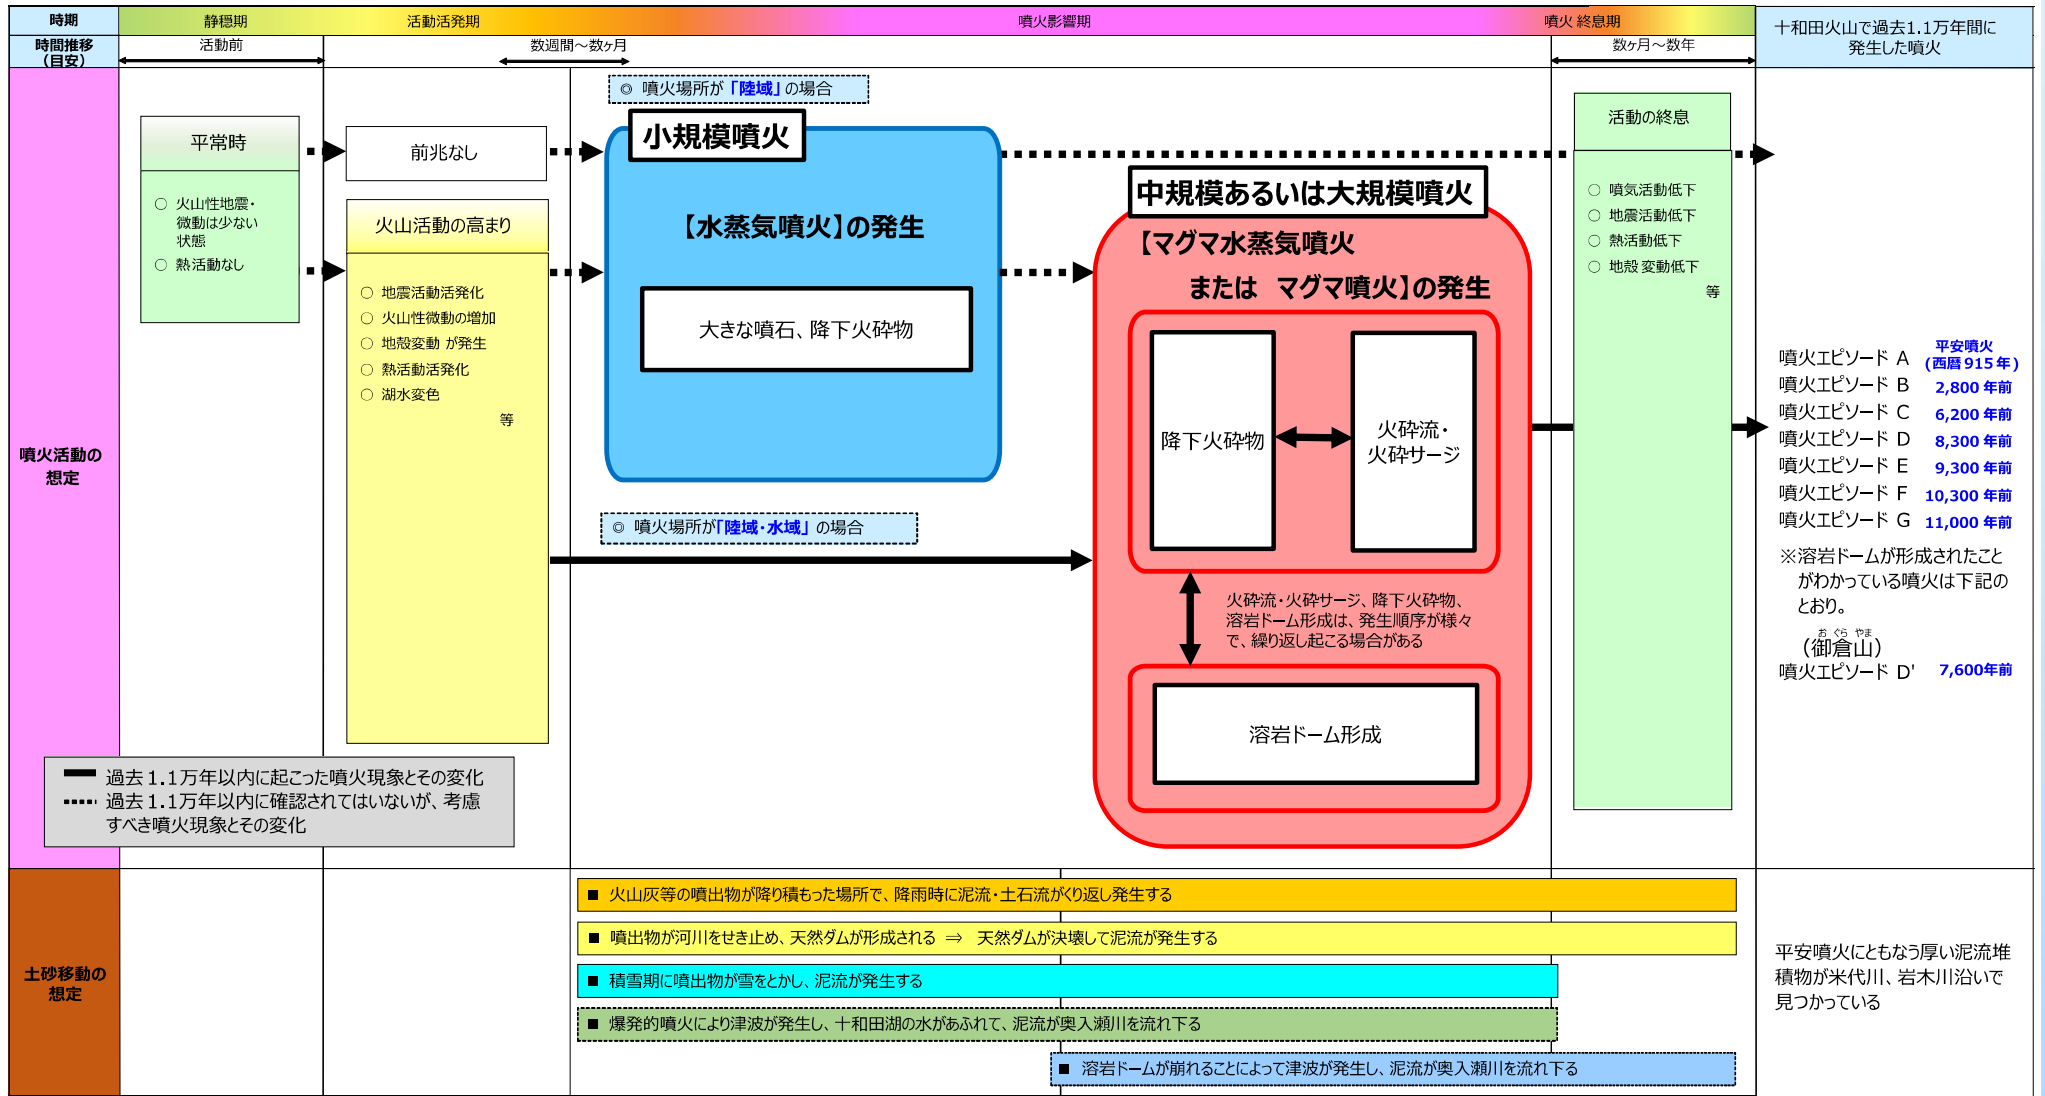 時期
静穏期
活動活発期
噴火影響期
噴火 終息期
十和田火山で過去1.1万年間に
発生した噴火
時間推移
（目安）
活動前
数週間～数ヶ月
数ヶ月～数年
噴火活動の
想定
平常時
○ 火山性地震・
微動は少ない
状態
○ 熱活動なし
前兆なし
火山活動の高まり
○ 地震活動活発化
○ 火山性微動の増加
○ 地殻変動 が発生
○ 熱活動活発化
○ 湖水変色
等
◎ 噴火場所が「陸域」の場合
小規模噴火
【水蒸気噴火】の発生
大きな噴石、降下火砕物
◎ 噴火場所が「陸域・水域」の場合
中規模あるいは大規模噴火
【マグマ水蒸気噴火
または マグマ噴火】の発生
降下火砕物
火砕流・
火砕サージ
火砕流・火砕サージ、降下火砕物、
溶岩ドーム形成は、発生順序が様々
で、繰り返し起こる場合がある
溶岩ドーム形成
活動の終息
○ 噴気活動低下
○ 地震活動低下
○ 熱活動低下
○ 地殻 変動低下
等
噴火エピソード A 平安噴火
(西暦 915 年)
噴火エピソード B 2,800 年前
噴火エピソード C 6,200 年前
噴火エピソード D 8,300 年前
噴火エピソード E 9,300 年前
噴火エピソード F 10,300 年前
噴火エピソード G 11,000 年前
※溶岩ドームが形成されたこと
がわかっている噴火は下記の
とおり。
お ぐら やま
（御倉山）
噴火エピソード D' 7,600年前
過去1.1万年以内に起こった噴火現象とその変化
過去1.1万年以内に確認されてはいないが、考慮
すべき噴火現象とその変化
土砂移動の
想定
■ 火山灰等の噴出物が降り積もった場所で、降雨時に泥流・土石流がくり返し発生する
■ 噴出物が河川をせき止め、天然ダムが形成される ⇒ 天然ダムが決壊して泥流が発生する
■ 積雪期に噴出物が雪をとかし、泥流が発生する
■ 爆発的噴火により津波が発生し、十和田湖の水があふれて、泥流が奥入瀬川を流れ下る
■ 溶岩ドームが崩れることによって津波が発生し、泥流が奥入瀬川を流れ下る
平安噴火にともなう厚い泥流堆
積物が米代川、岩木川沿いで
見つかっている